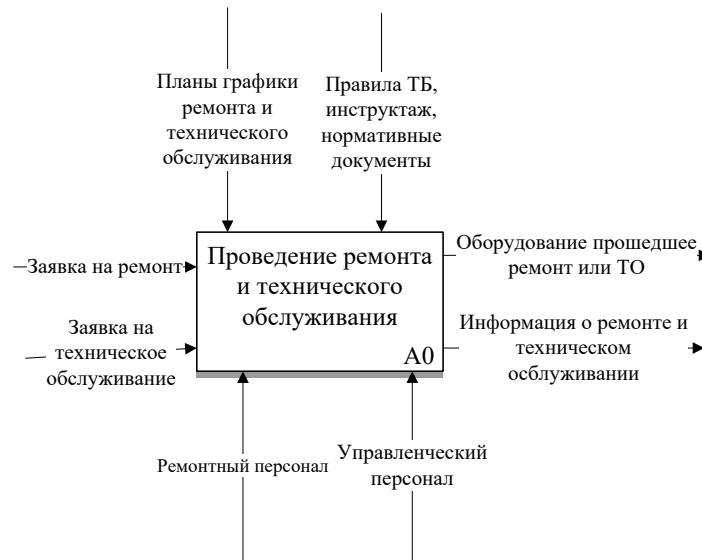 Планы графики
ремонта и
технического
обслуживания
Правила ТБ,
инструктаж,
нормативные
документы
Заявка на ремонт
Заявка на
техническое
обслуживание
Проведение ремонта
и технического
обслуживания
A0
Оборудование прошедшее
ремонт или ТО
Информация о ремонте и
техническом
осблуживании
Ремонтный персонал
Управленческий
персонал